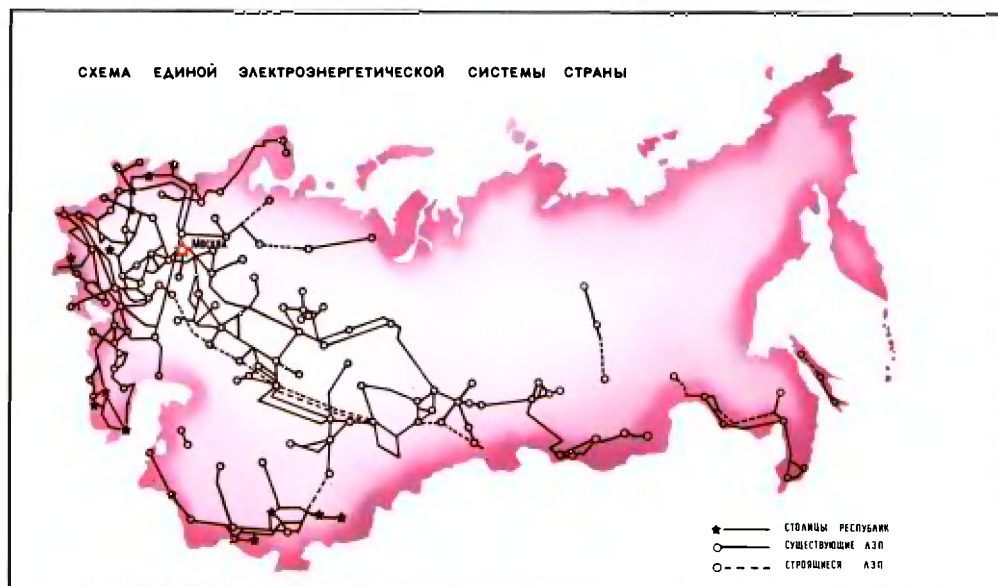 СХЕМА ЕДИНОЙ ЭЛЕКТРОЭНЕРГЕТИЧЕСКОЙ СИСТЕМЫ СТРАНЫ
МОСКВА
СТОЛИЦЫ РЕСПУБЛИК
СУЩЕСТВУЮЩИЕ ЛЭП
СТРОЯЩИЕСЯ ЛЭП